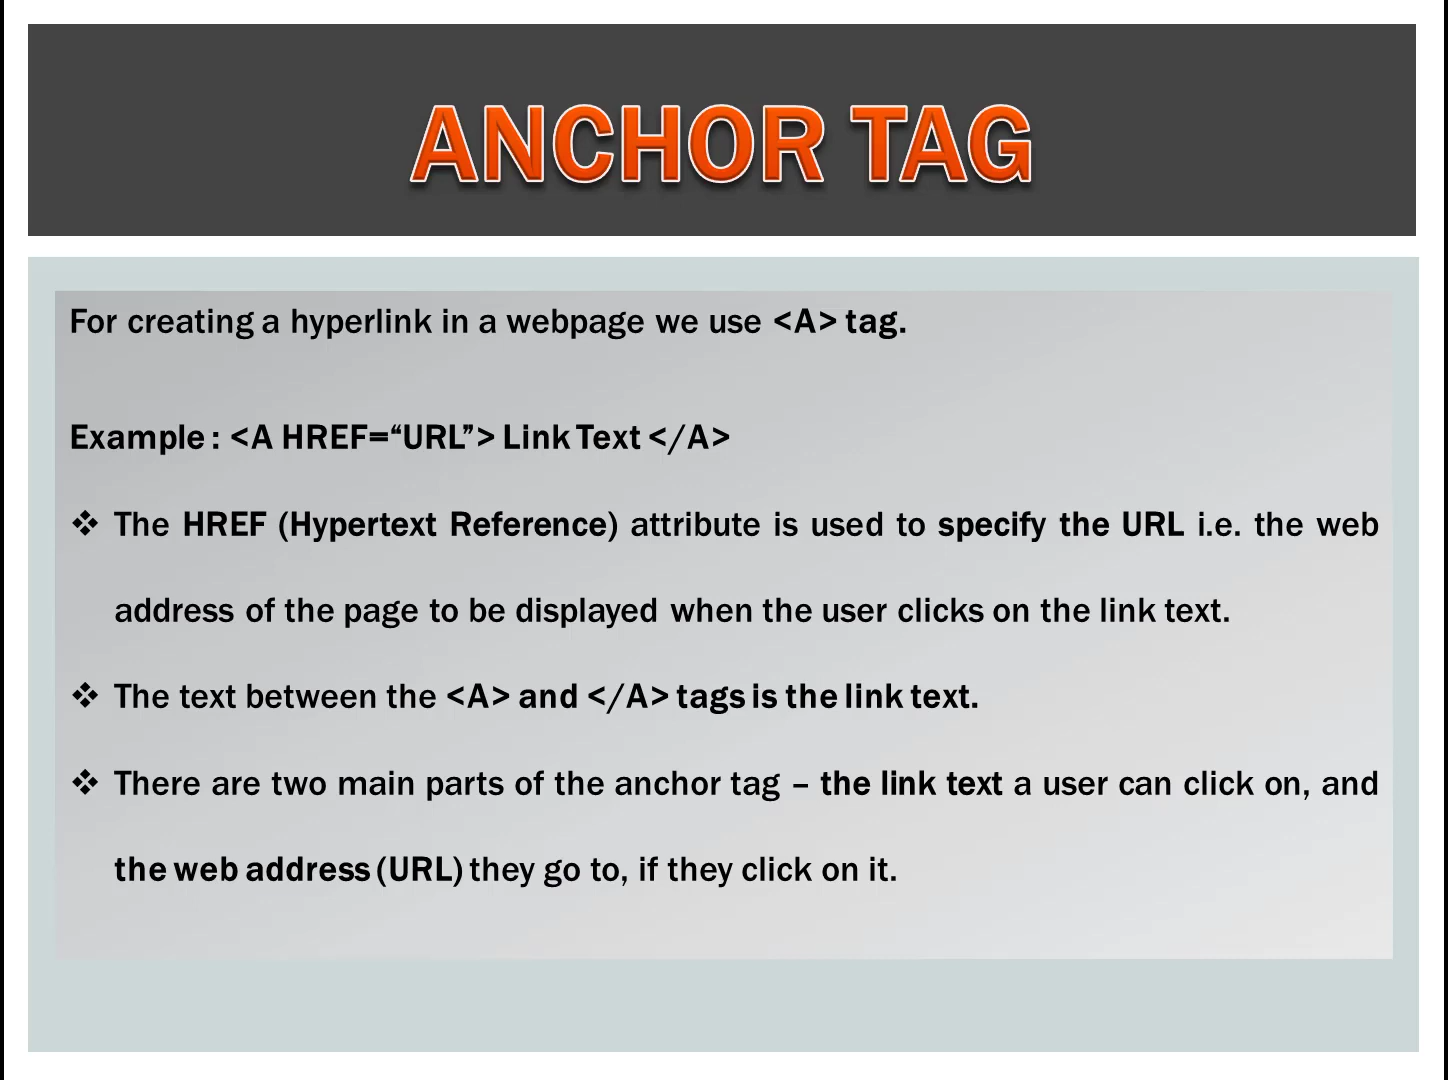 ANCHOR TAG
For creating a hyperlink in a webpage we use <A> tag.
Example : <A HREF=“URL”> Link Text </A>
❖ The HREF (Hypertext Reference) attribute is used to specify the URL i.e. the web
address of the page to be displayed when the user clicks on the link text.
❖ The text between the <A> and </A> tags is the link text.
❖ There are two main parts of the anchor tag – the link text a user can click on, and
the web address (URL) they go to, if they click on it.